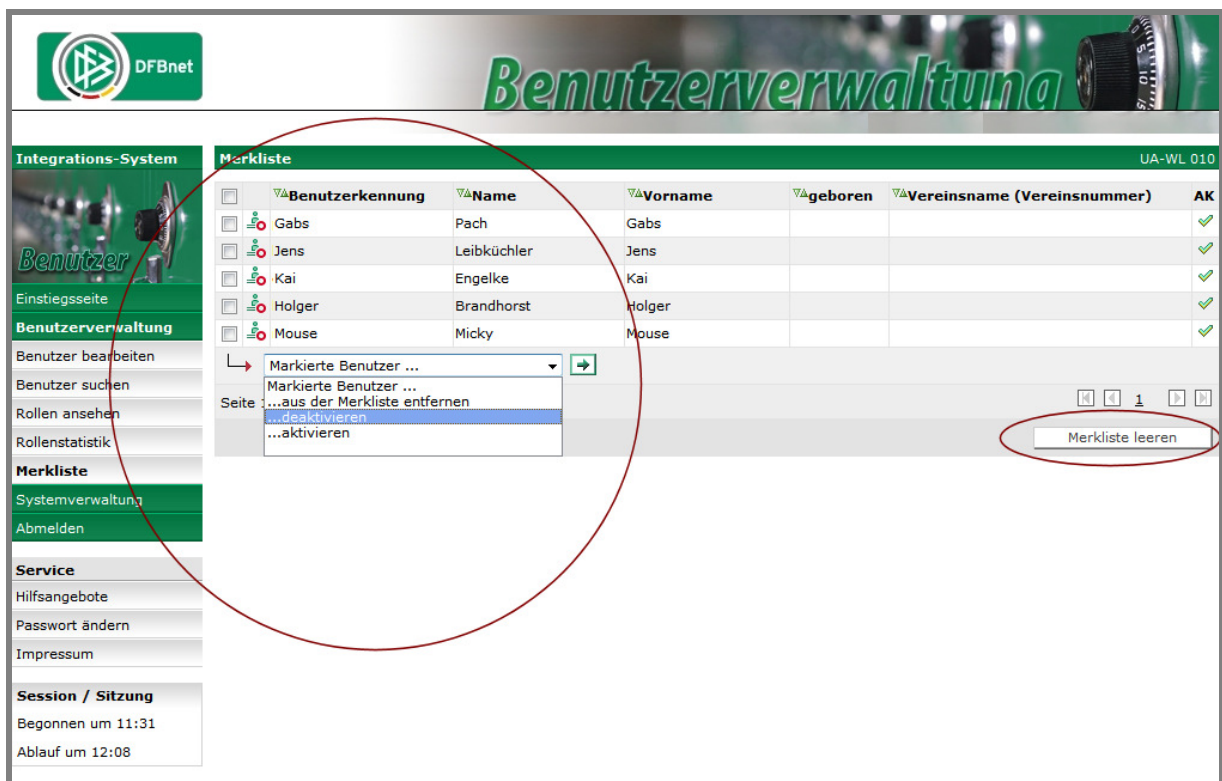 DFBnet
Benutzerverwaltung
Integrations-System
Benutzer
Einstiegsseite
Benutzerverwaltung
Benutzer bearbeiten
Benutzer suchen
Rollen ansehen
Rollenstatistik
Merkliste
Systemverwaltung
Abmelden
Service
Hilfsangebote
Passwort ändern
Impressum
Session / Sitzung
Begonnen um 11:31
Ablauf um 12:08
Merkliste UA-WL 010
Benutzerkennung Name Vorname geboren Vereinsname (Vereinsnummer) AK
Gabs Pach Gabs
Jens Leibküchler Jens
Kai Engelke Kai
Holger Brandhorst Holger
Mouse Micky Mouse
Markierte Benutzer ...
Markierte Benutzer ...
...aus der Merkliste entfernen
...deaktivieren
...aktivieren
Seite 1
Merkliste leeren